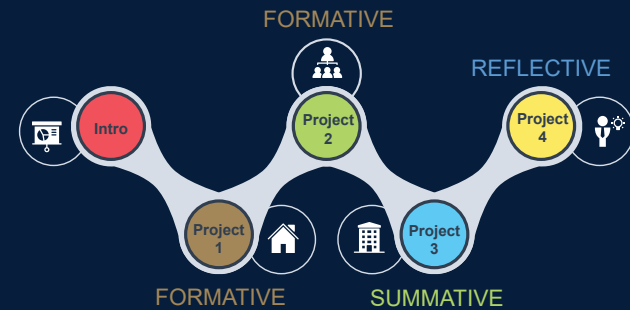 FORMATIVE
REFLECTIVE
Intro
Project
2
Project
4
Project
1
Project
3
FORMATIVE
SUMMATIVE